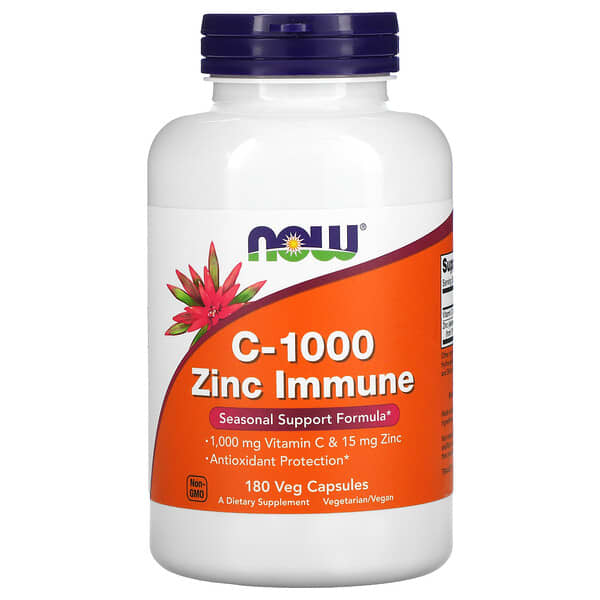 NOW®
C-1000
Zinc Immune
Seasonal Support Formula*
• 1,000 mg Vitamin C & 15 mg Zinc
• Antioxidant Protection*
Non-
GMO
180 Veg Capsules
A Dietary Supplement Vegetarian/Vegan